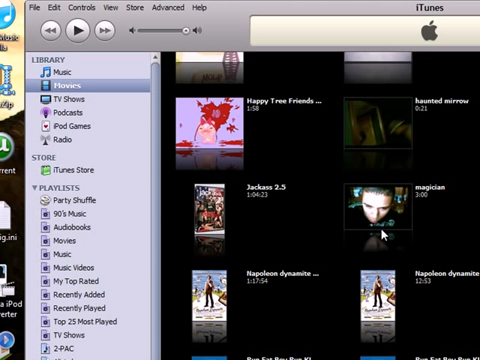 File Edit Controls View Store Advanced Help
iTunes
LIBRARY
Music
Movies
TV Shows
Podcasts
iPod Games
Radio
STORE
iTunes Store
PLAYLISTS
Party Shuffle
90's Music
Audiobooks
Movies
Music
Music Videos
My Top Rated
Recently Added
Recently Played
Top 25 Most Played
TV Shows
2-PAC
Happy Tree Friends ...
1:58
haunted mirrow
0:21
Jackass 2.5
1:04:23
magician
3:00
Napoleon dynamite ...
1:17:54
Napoleon dynamite
12:53